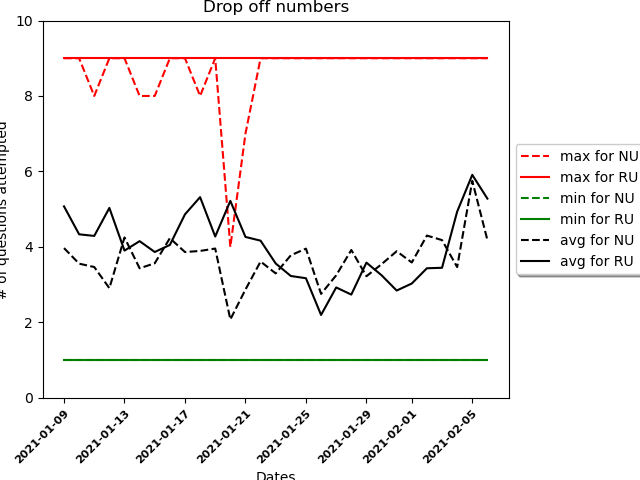 Drop off numbers
# of questions attempted
10
8
6
4
2
0
2021-01-09
2021-01-13
2021-01-17
2021-01-21
2021-01-25
2021-01-29
2021-02-01
2021-02-05
Dates
max for NU
max for RU
min for NU
min for RU
avg for NU
avg for RU